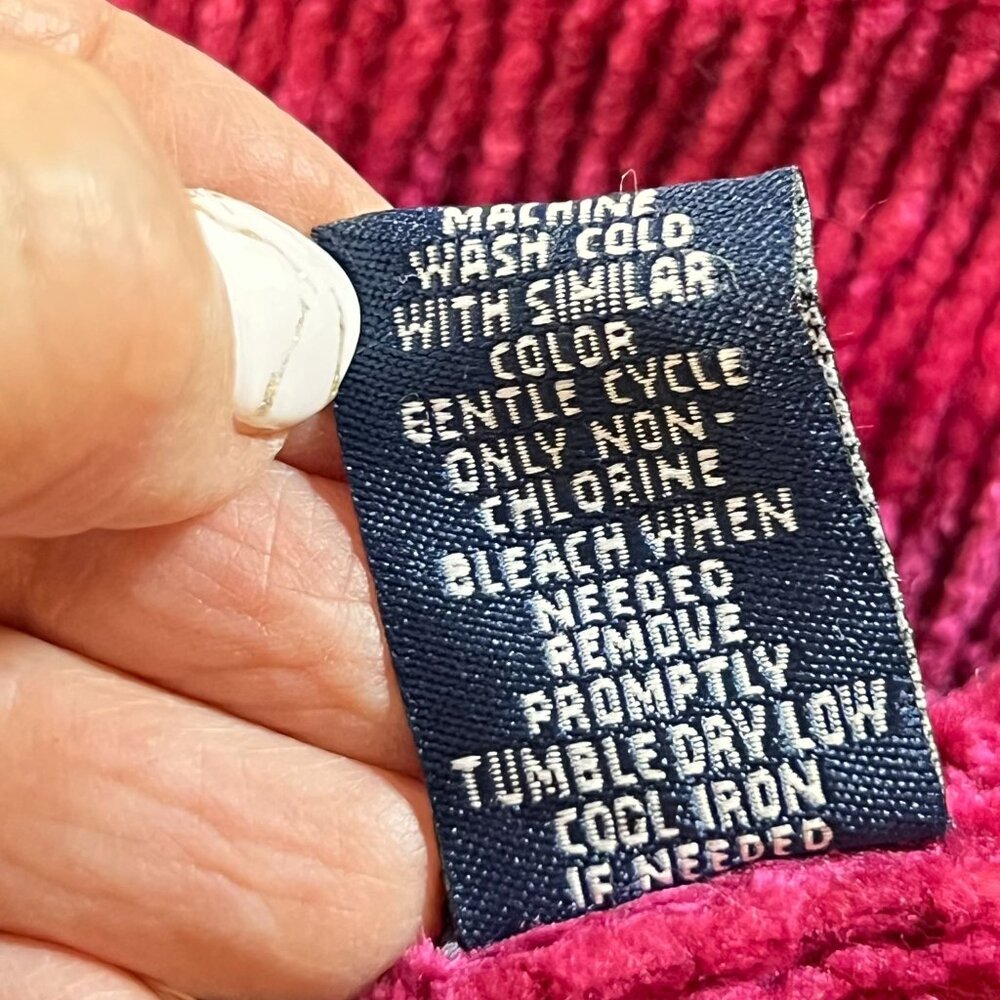 MACHINE
WASH COLD
WITH SIMILAR
COLOR
GENTLE CYCLE
ONLY NON-
CHLORINE
BLEACH WHEN
NEEDED
REMOVE
PROMPTLY
TUMBLE DRY LOW
COOL IRON
IF NEEDED